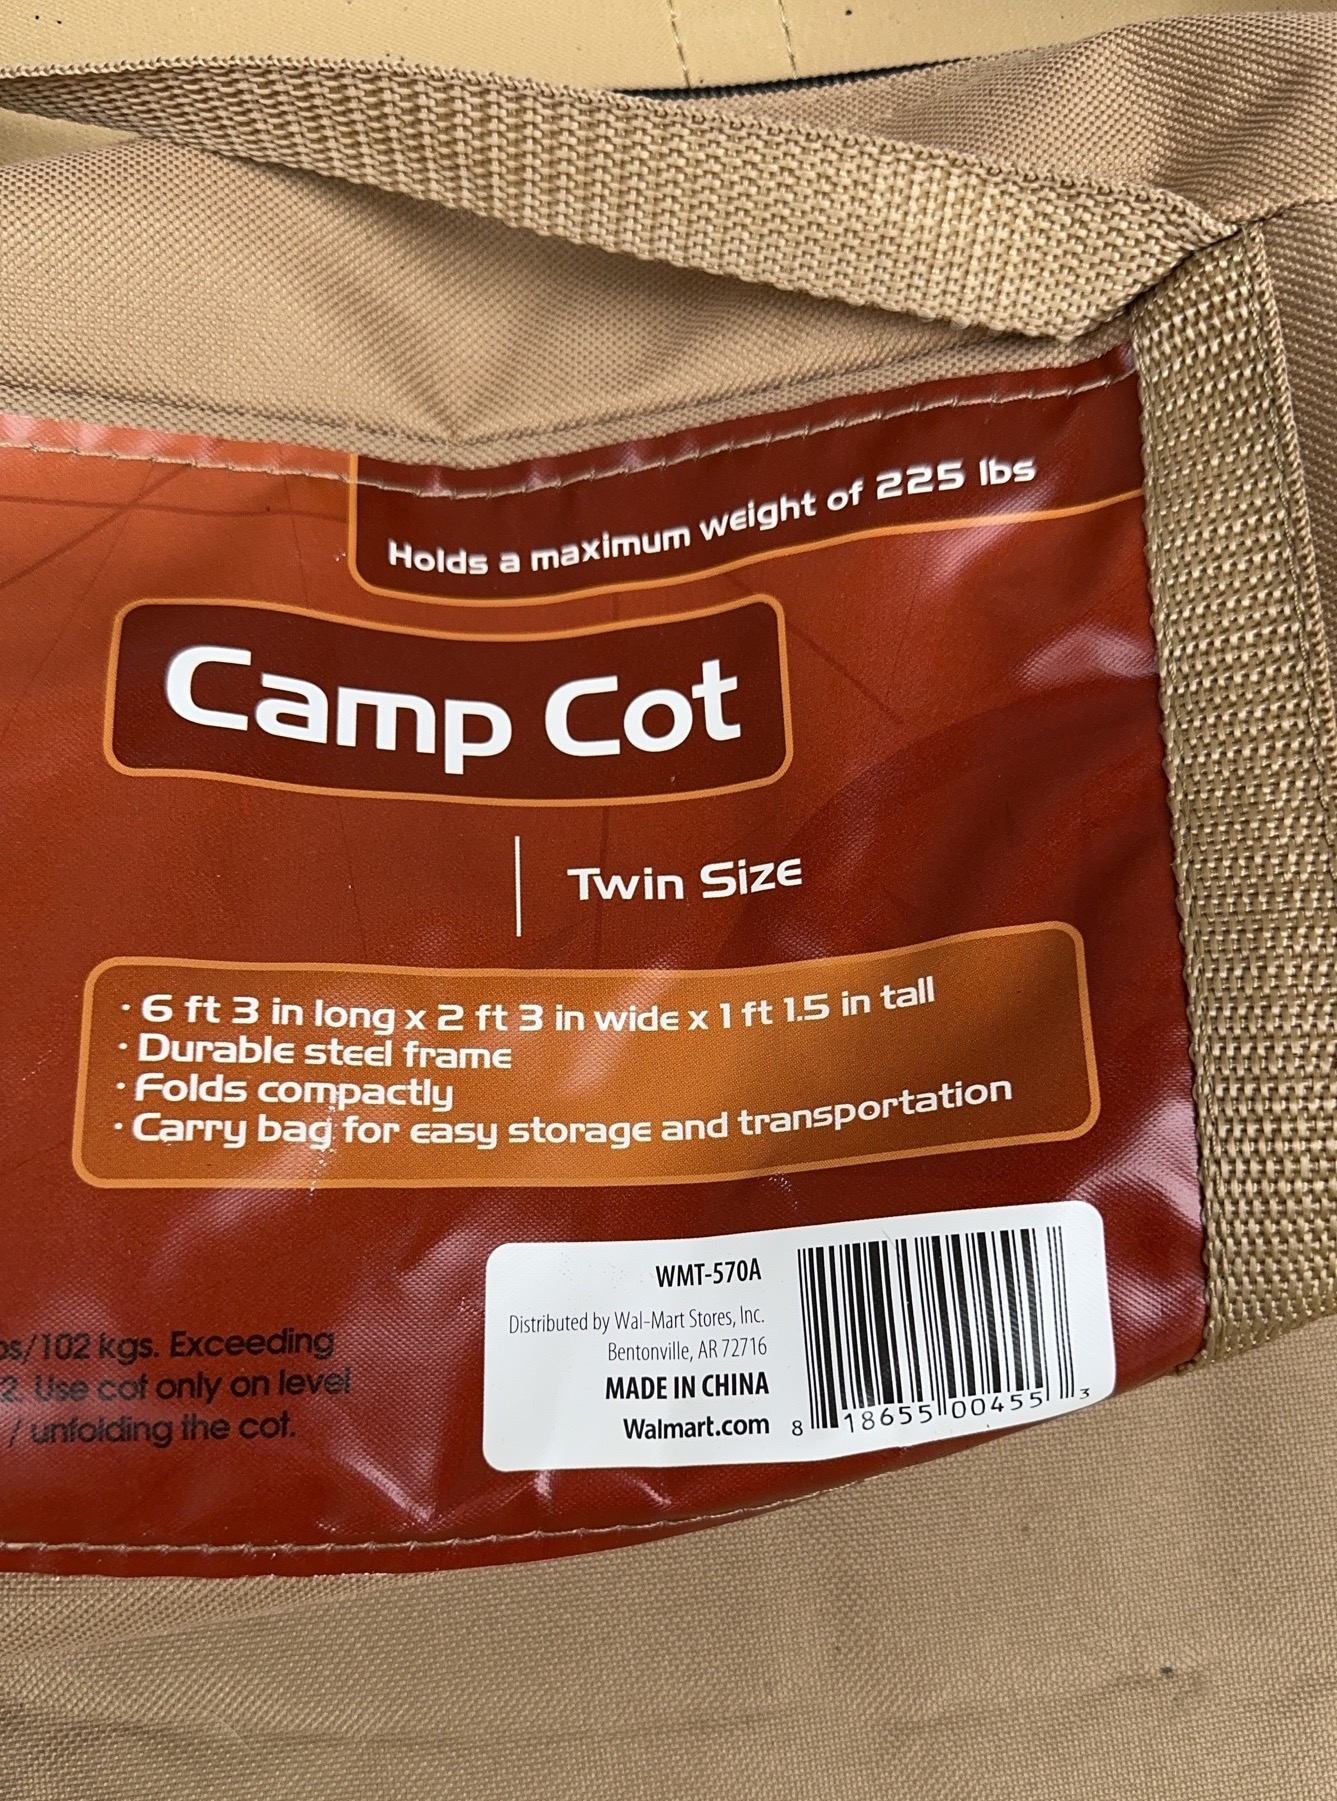 Holds a maximum weight of 225 lbs
Camp Cot
Twin Size
· 6 ft 3 in long x 2 ft 3 in wide x 1 ft 1.5 in tall
· Durable steel frame
· Folds compactly
· Carry bag for easy storage and transportation
/102 kgs. Exceeding
2. Use cot only on level
/ unfolding the cot.
WMT-570A
Distributed by Wal-Mart Stores, Inc.
Bentonville, AR 72716
MADE IN CHINA
Walmart.com
8 18655 00455 3